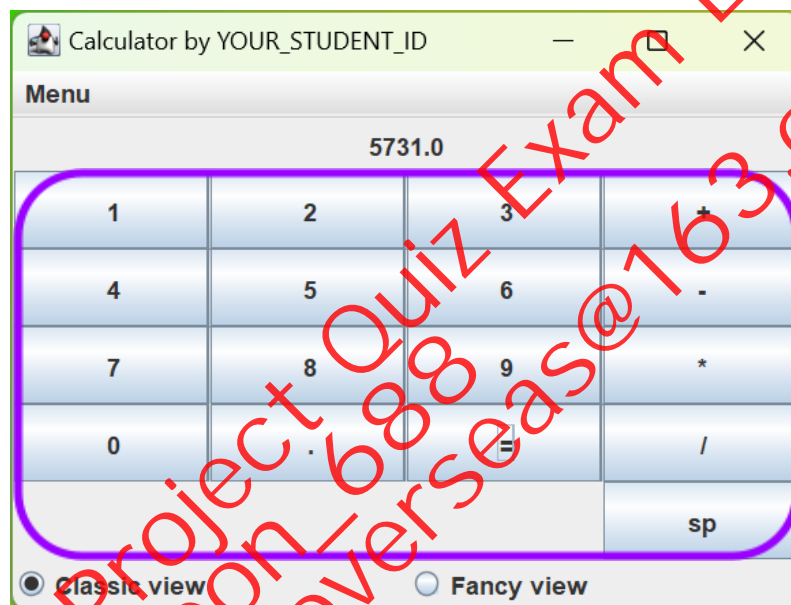 Calculator by YOUR_STUDENT_ID
Menu
5731.0
1 2 3 +
4 5 6 -
7 8 9 *
0 . = /
sp
Classic view Fancy view
Project Quiz Exam
688
overseas@163.